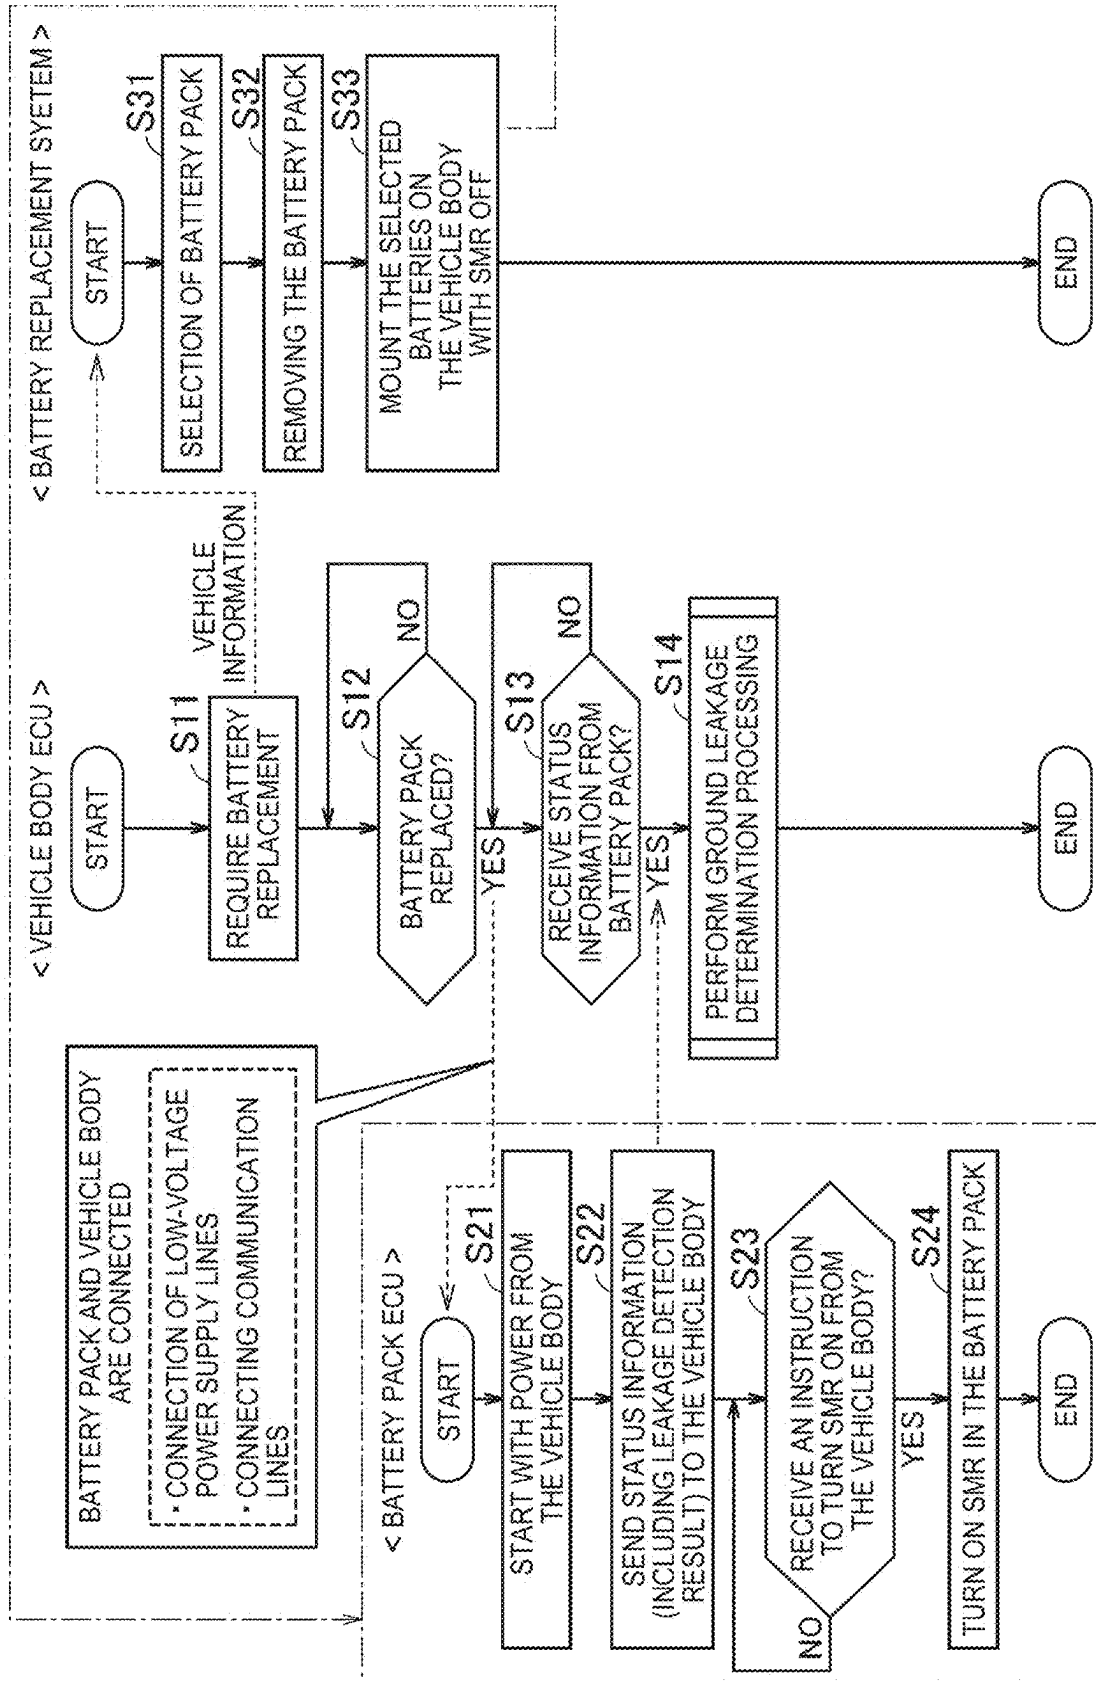 BATTERY PACK AND VEHICLE BODY
ARE CONNECTED
• CONNECTION OF LOW-VOLTAGE
POWER SUPPLY LINES
• CONNECTING COMMUNICATION
LINES
< BATTERY PACK ECU >
START
S21
START WITH POWER FROM
THE VEHICLE BODY
S22
SEND STATUS INFORMATION
(INCLUDING LEAKAGE DETECTION
RESULT) TO THE VEHICLE BODY
S23
RECEIVE AN INSTRUCTION
TO TURN SMR ON FROM
THE VEHICLE BODY?
NO
YES
S24
TURN ON SMR IN THE BATTERY PACK
END
< VEHICLE BODY ECU >
START
S11
REQUIRE BATTERY
REPLACEMENT
VEHICLE
INFORMATION
S12
BATTERY PACK
REPLACED?
NO
YES
S13
RECEIVE STATUS
INFORMATION FROM
BATTERY PACK?
NO
YES
S14
PERFORM GROUND LEAKAGE
DETERMINATION PROCESSING
END
< BATTERY REPLACEMENT SYETEM >
START
S31
SELECTION OF BATTERY PACK
S32
REMOVING THE BATTERY PACK
S33
MOUNT THE SELECTED
BATTERIES ON
THE VEHICLE BODY
WITH SMR OFF
END